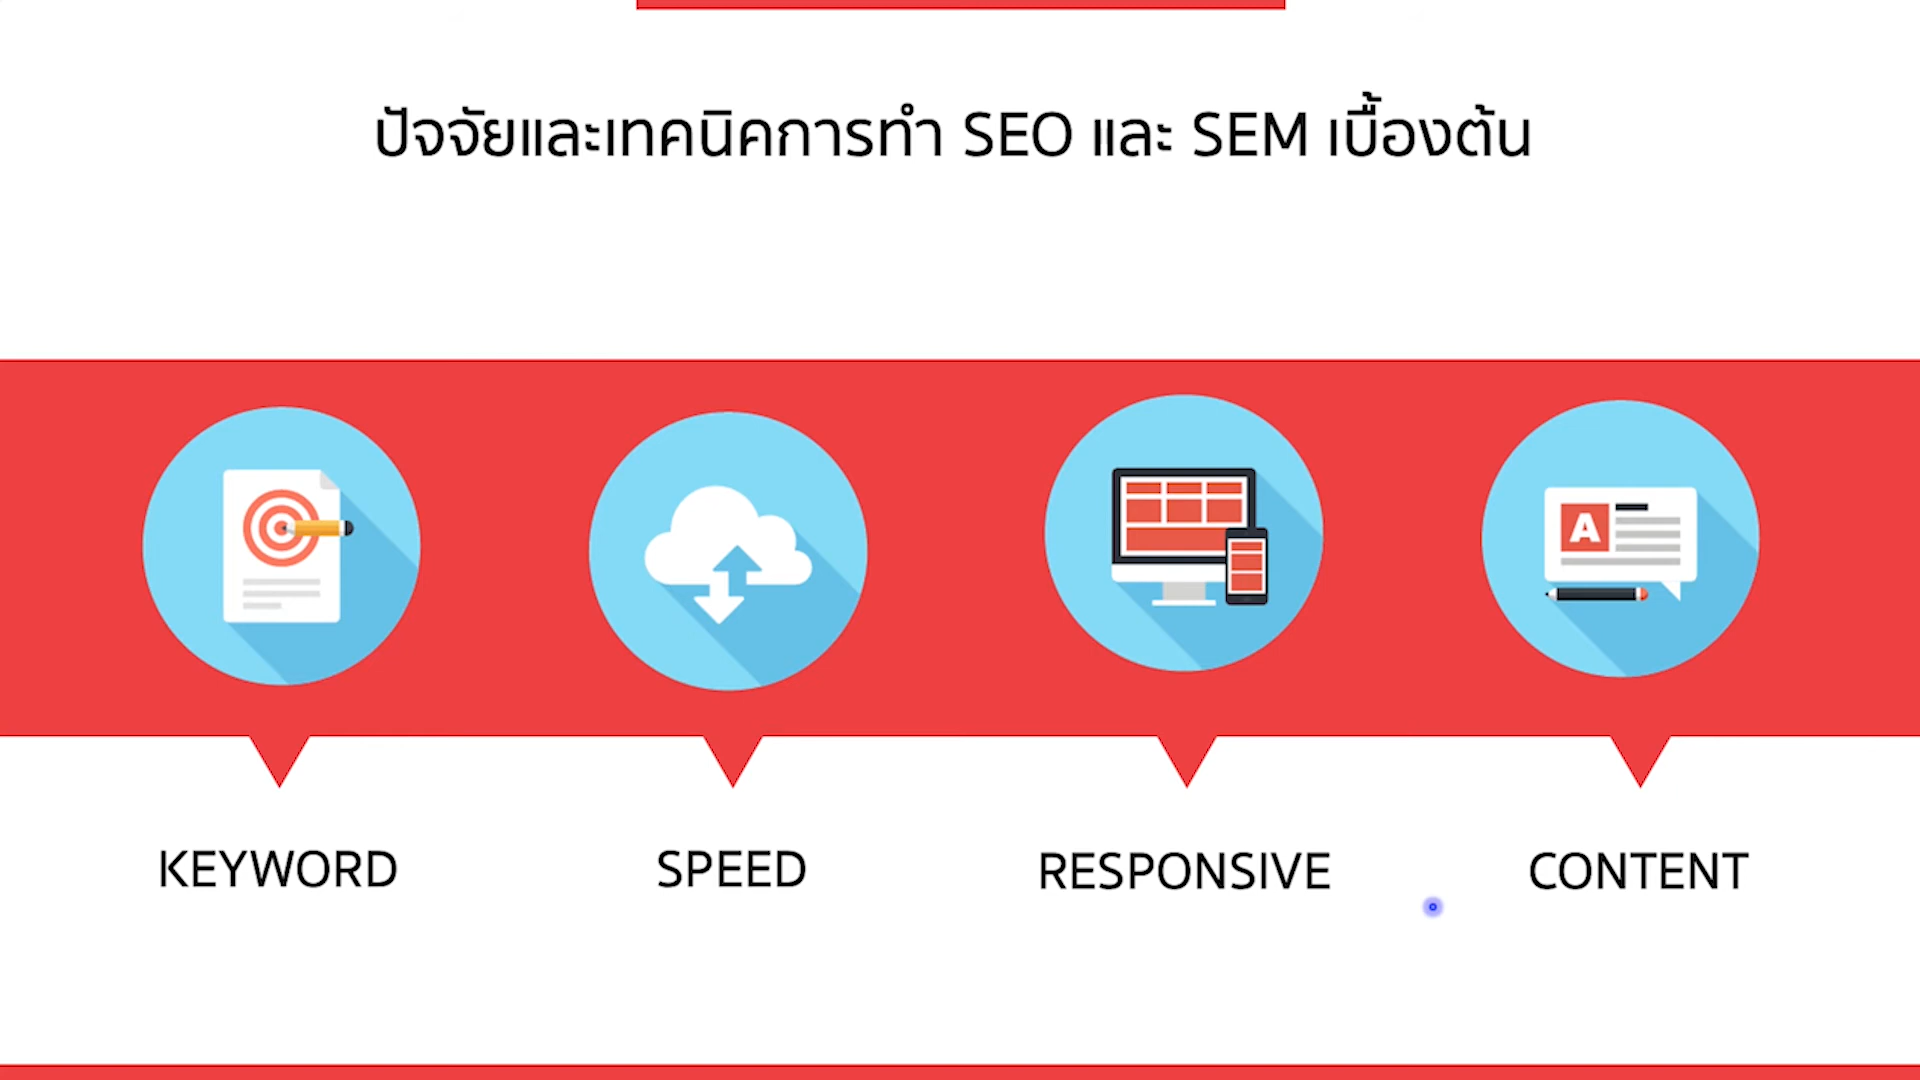 ปัจจัยและเทคนิคการทำ SEO และ SEM เบื้องต้น
A
KEYWORD
SPEED
RESPONSIVE
CONTENT